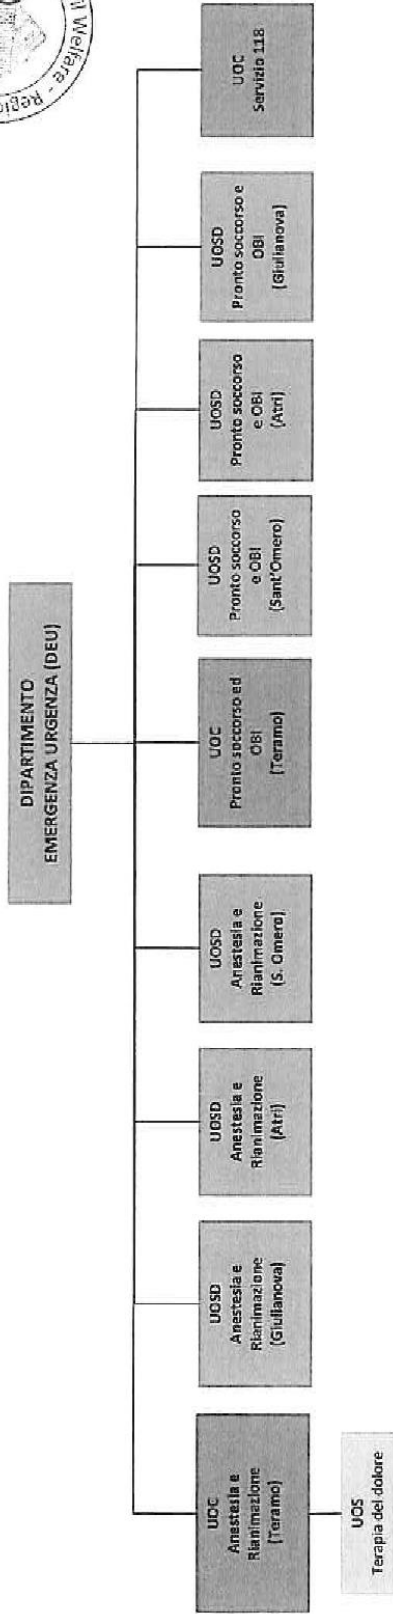 DIPARTIMENTO
EMERGENZA URGENZA (DEU)
UOC
Anestesia e
Rianimazione
(Teramo)
UOSD
Anestesia e
Rianimazione
(Giulianova)
UOSD
Anestesia e
Rianimazione
(Atri)
UOSD
Anestesia e
Rianimazione
(S. Omero)
UOC
Pronto soccorso ed
OBI
(Teramo)
UOSD
Pronto soccorso
e OBI
(Sant'Omero)
UOSD
Pronto soccorso
e OBI
(Atri)
UOSD
Pronto soccorso e
OBI
(Giulianova)
UOC
Servizio 118
UOS
Terapia del dolore
Welfare - Regio